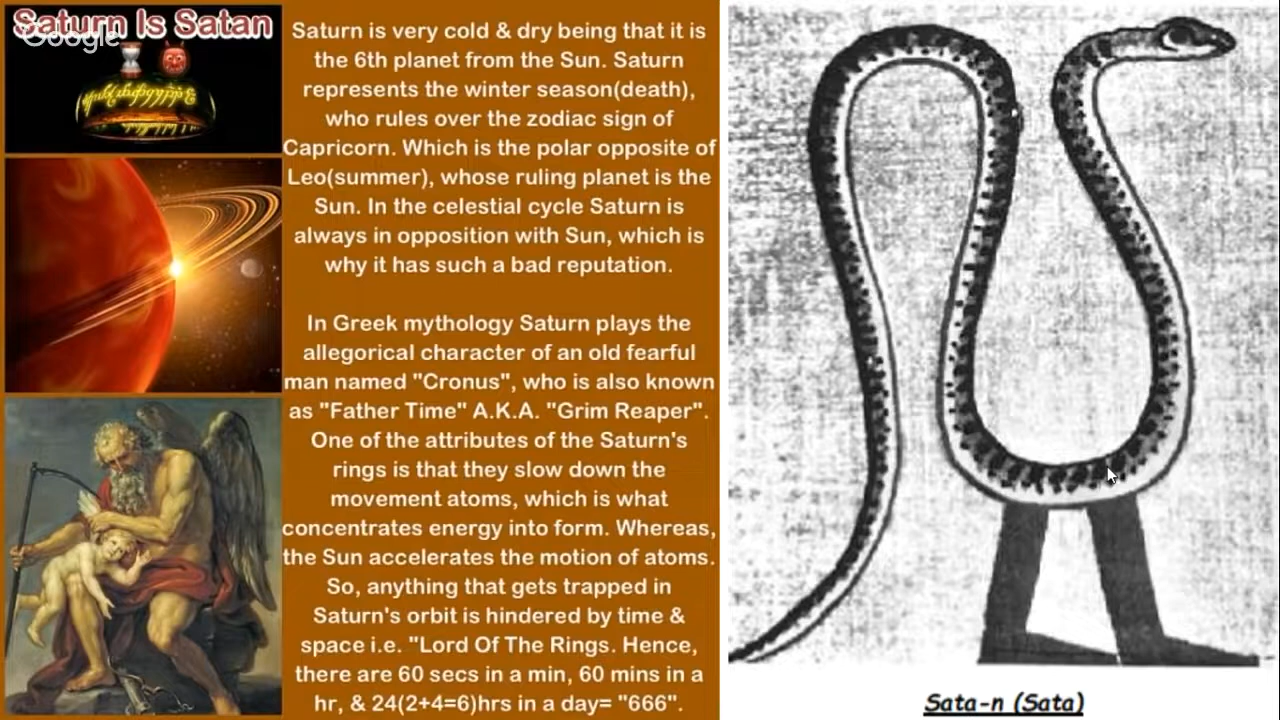 Saturn Is Satan
Google
Saturn is very cold & dry being that it is
the 6th planet from the Sun. Saturn
represents the winter season(death),
who rules over the zodiac sign of
Capricorn. Which is the polar opposite of
Leo(summer), whose ruling planet is the
Sun. In the celestial cycle Saturn is
always in opposition with Sun, which is
why it has such a bad reputation.
In Greek mythology Saturn plays the
allegorical character of an old fearful
man named "Cronus", who is also known
as "Father Time" A.K.A. "Grim Reaper".
One of the attributes of the Saturn's
rings is that they slow down the
movement atoms, which is what
concentrates energy into form. Whereas,
the Sun accelerates the motion of atoms.
So, anything that gets trapped in
Saturn's orbit is hindered by time &
space i.e. "Lord Of The Rings. Hence,
there are 60 secs in a min, 60 mins in a
hr, & 24(2+4=6)hrs in a day= "666".
Sata-n (Sata)